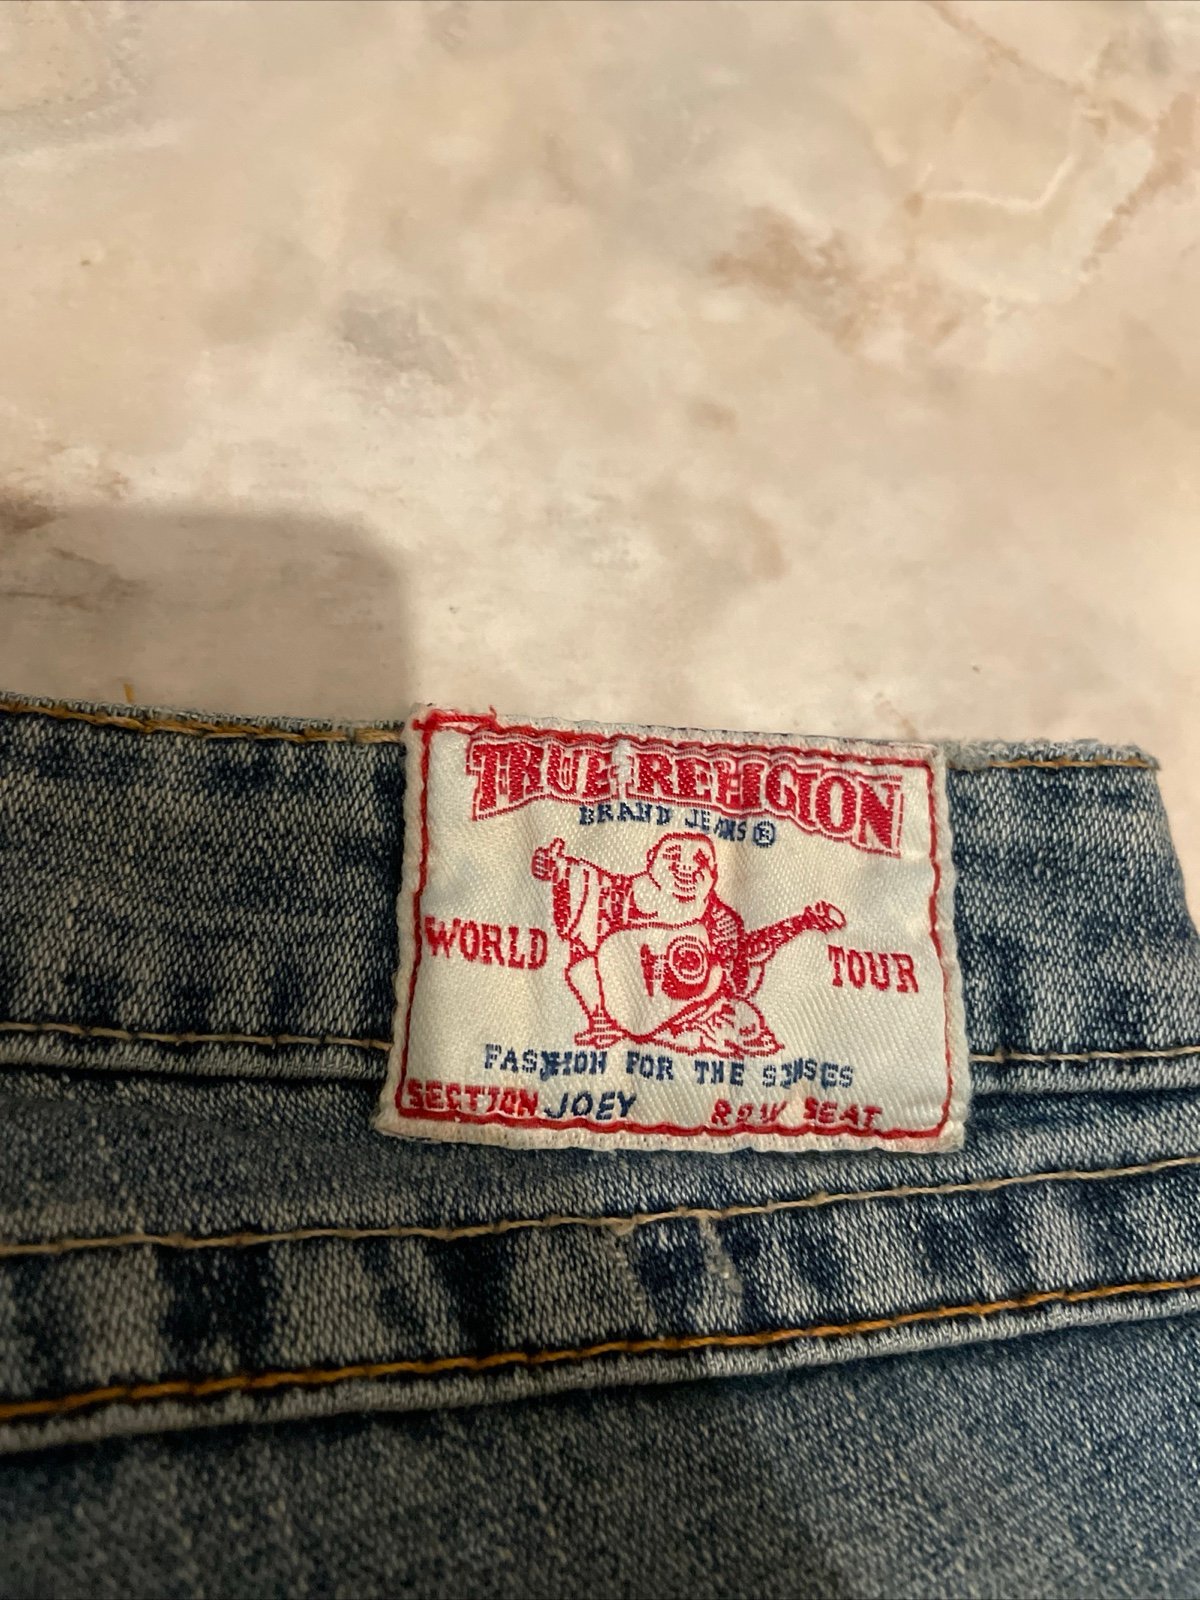 TRUE RELIGION
BRAND JEANS®
WORLD TOUR
FASHION FOR THE SENSES
SECTION JOEY ROW SEAT